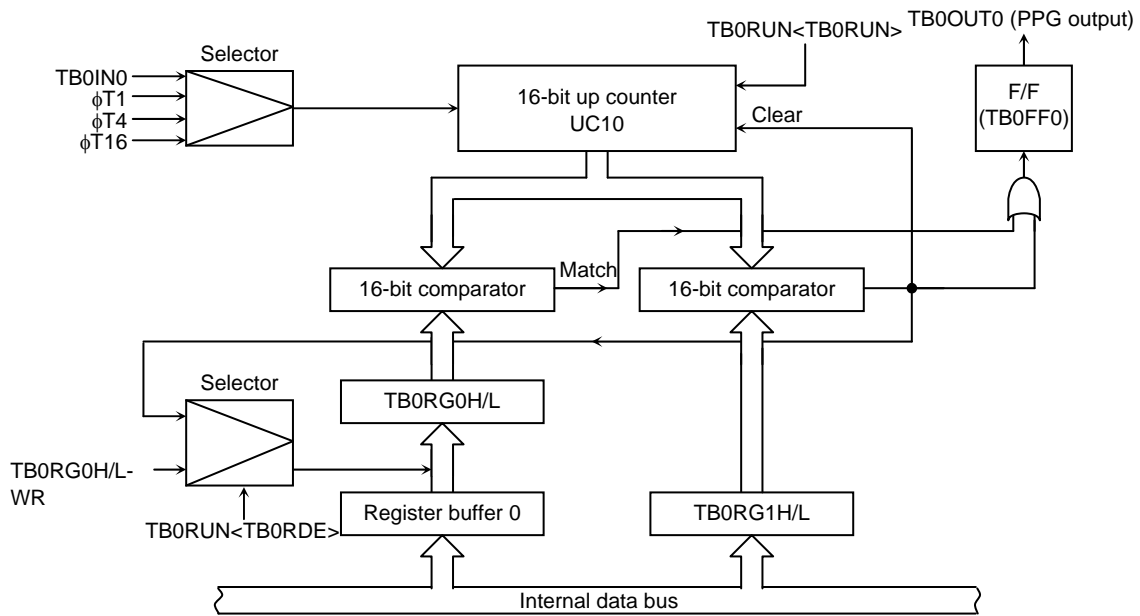 TB0OUT0 (PPG output)
TB0RUN<TB0RUN>
Selector
TB0IN0
ϕT1
ϕT4
ϕT16
16-bit up counter
UC10
Clear
F/F
(TB0FF0)
16-bit comparator
Match
16-bit comparator
Selector
TB0RG0H/L
TB0RG0H/L-
WR
Register buffer 0
TB0RG1H/L
TB0RUN<TB0RDE>
Internal data bus